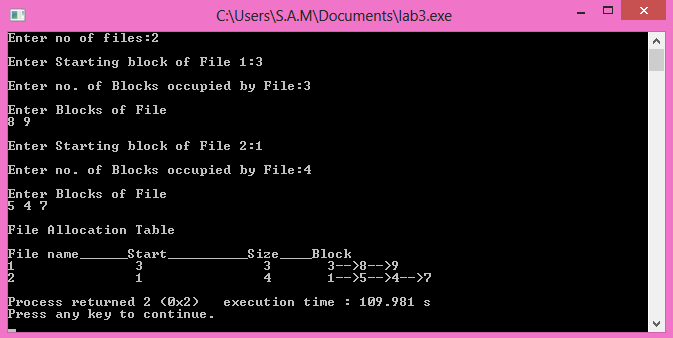 C:\Users\S.A.M\Documents\lab3.exe
Enter no of files:2
Enter Starting block of File 1:3
Enter no. of Blocks occupied by File:3
Enter Blocks of File
8 9
Enter Starting block of File 2:1
Enter no. of Blocks occupied by File:4
Enter Blocks of File
5 4 7
File Allocation Table
File name______Start__________Size____Block
1               3               3       3-->8-->9
2               1               4       1-->5-->4-->7
Process returned 2 (0x2)   execution time : 109.981 s
Press any key to continue.